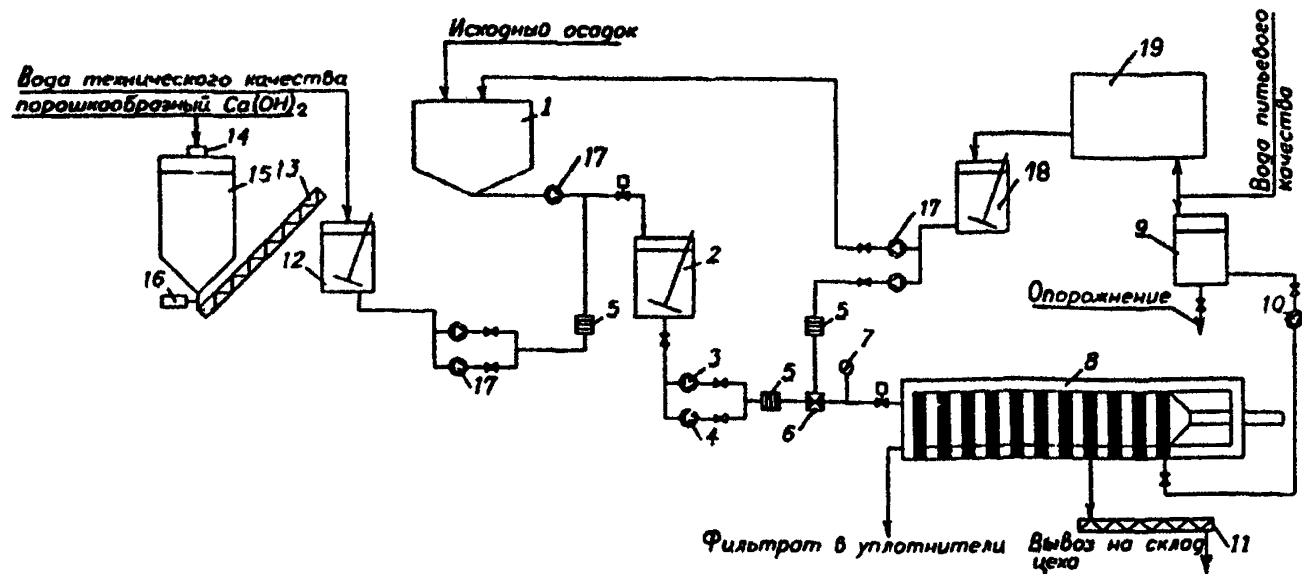 Исходный осадок
Вода технического качества
порошкообразный Ca(OH)2
Вода питьевого
качества
19
1
14
17
15
13
18
17
12
2
9
16
5
Опорожнение
10
5
7
17
3
5
8
4
6
Фильтрат в уплотнители
Вывоз на склад
цеха
11